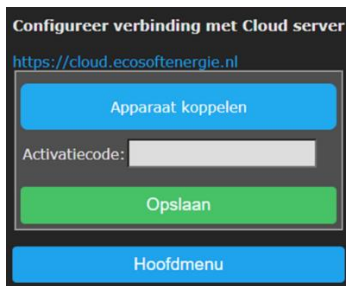 Configureer verbinding met Cloud server
https://cloud.ecosoftenergie.nl
Apparaat koppelen
Activatiecode:
Opslaan
Hoofdmenu